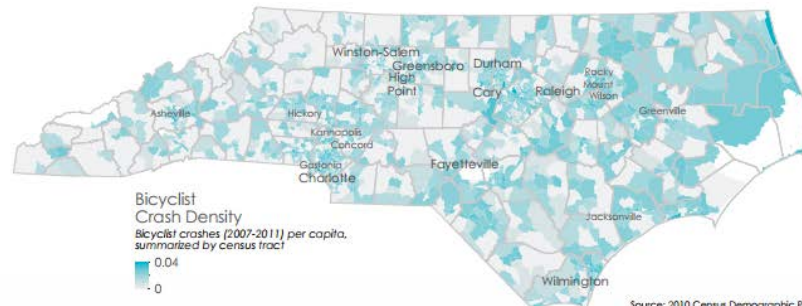 Winston-Salem
Greensboro
High
Point
Durham
Cary
Raleigh
Rocky
Mount
Wilson
Greenville
Asheville
Hickory
Kannapolis
Concord
Gastonia
Charlotte
Fayetteville
Jacksonville
Wilmington
Bicyclist
Crash Density
Bicyclist crashes (2007-2011) per capita,
summarized by census tract
0.04
0
Source: 2010 Census Demographic